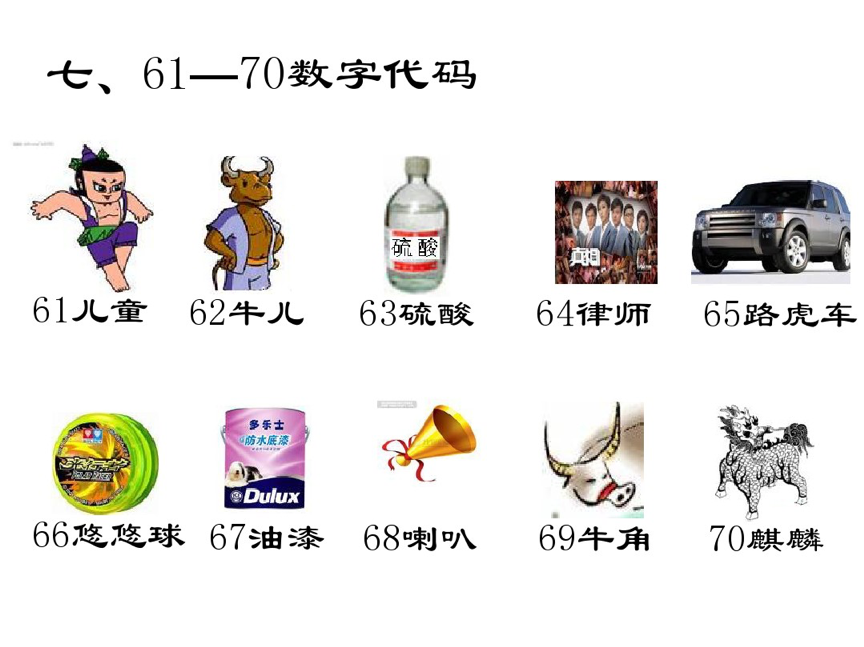 七、61—70数字代码
硫酸
真相
61儿童
62牛儿
63硫酸
64律师
65路虎车
多乐士
防水底漆
Dulux
66悠悠球
67油漆
68喇叭
69牛角
70麒麟